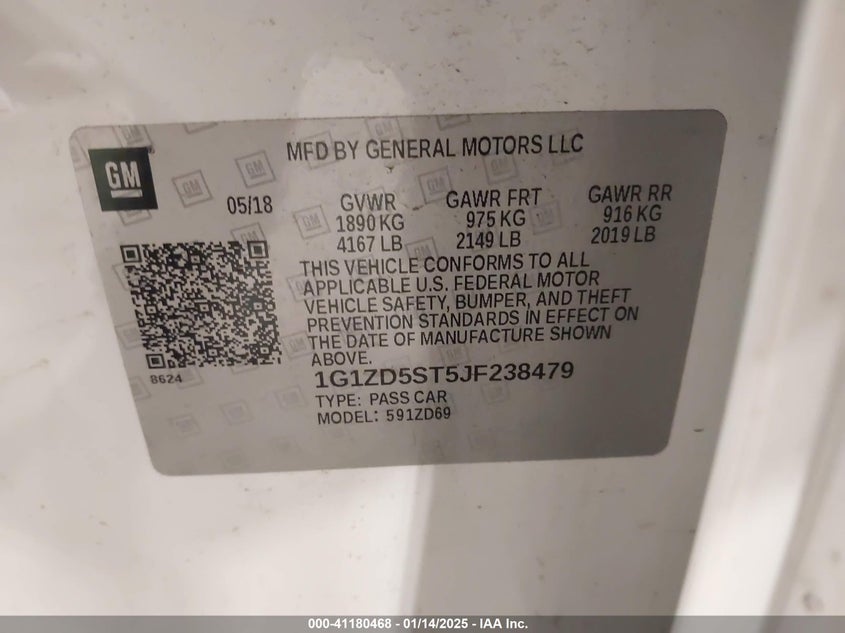 MFD BY GENERAL MOTORS LLC
GM
05/18
GVWR GAWR FRT GAWR RR
1890 KG 975 KG 916 KG
4167 LB 2149 LB 2019 LB
THIS VEHICLE CONFORMS TO ALL
APPLICABLE U.S. FEDERAL MOTOR
VEHICLE SAFETY, BUMPER, AND THEFT
PREVENTION STANDARDS IN EFFECT ON
THE DATE OF MANUFACTURE SHOWN
ABOVE.
8624
1G1ZD5ST5JF238479
TYPE: PASS CAR
MODEL: 591ZD69
000-41180468 - 01/14/2025 - IAA Inc.